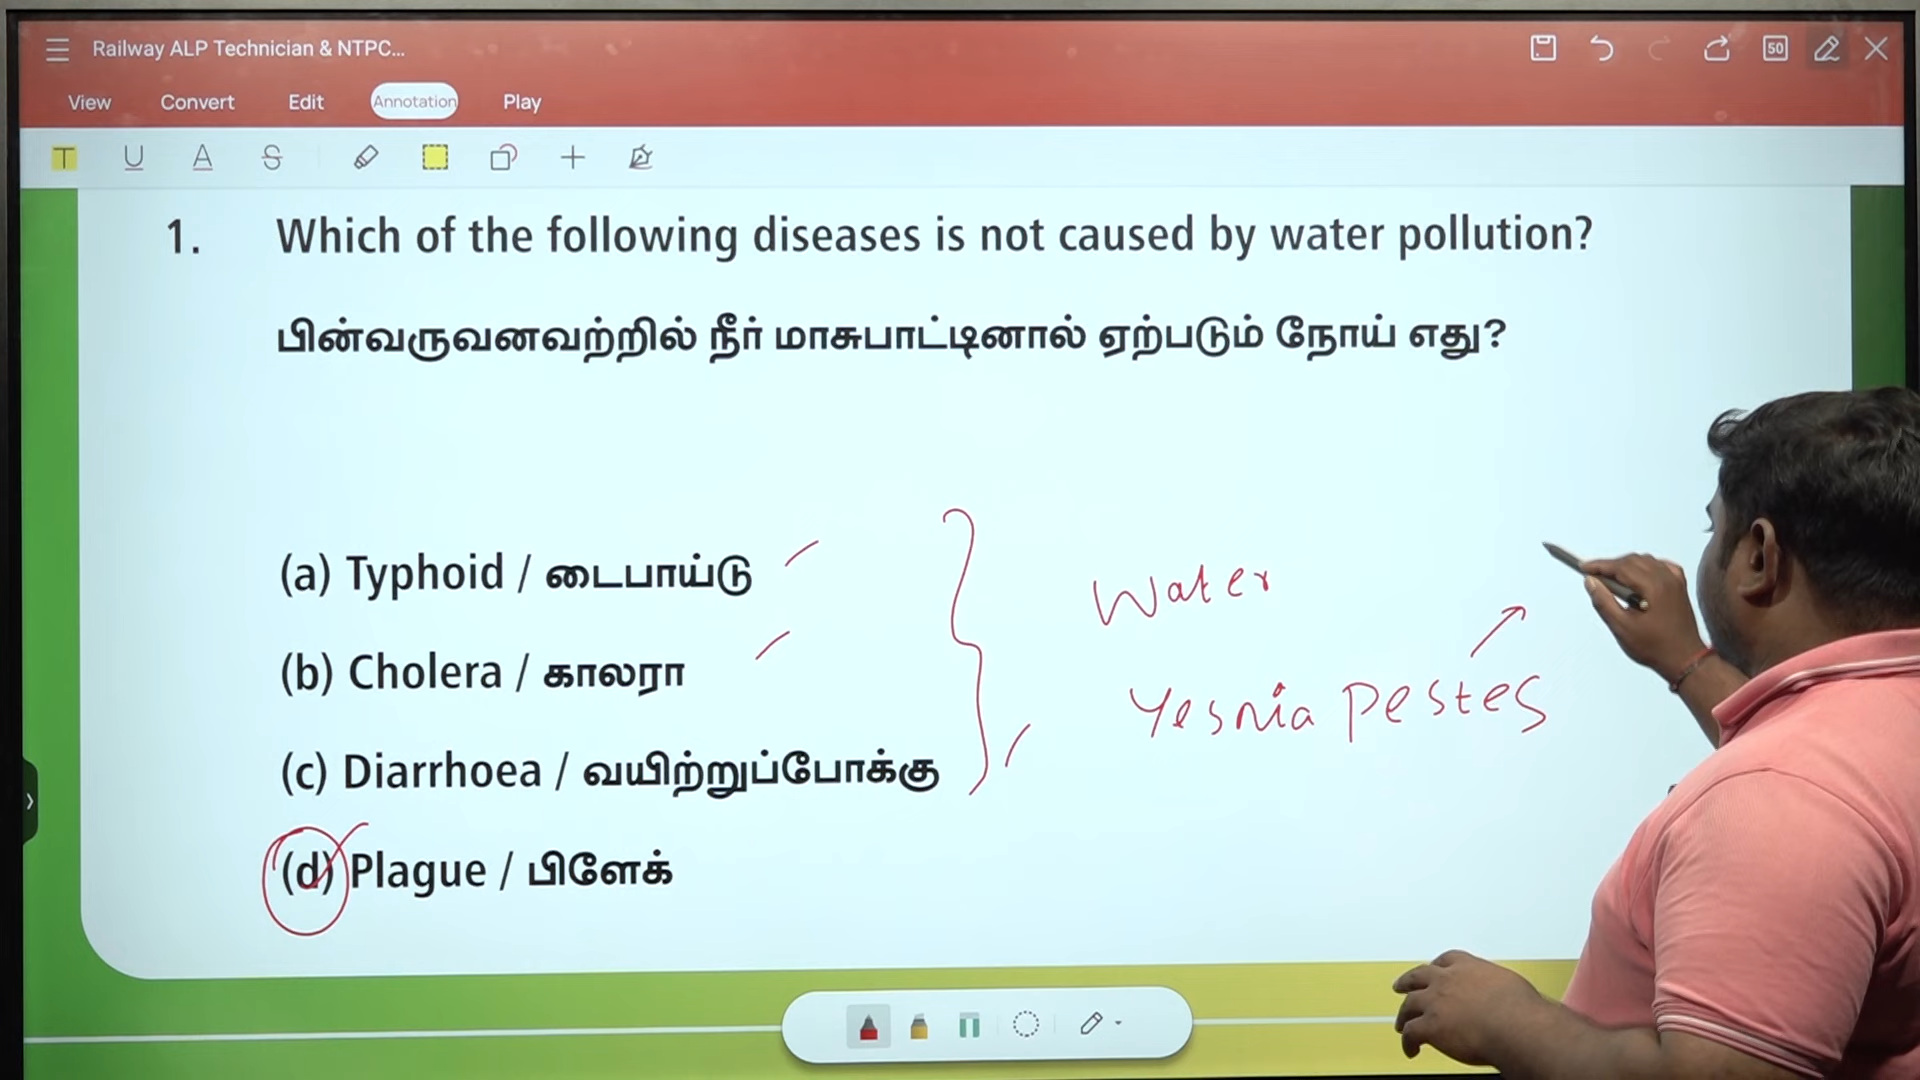 Railway ALP Technician & NTPC...
50
View Convert Edit Annotation Play
T U A S
1. Which of the following diseases is not caused by water pollution?
பின்வருவனவற்றில் நீர் மாசுபாட்டினால் ஏற்படும் நோய் எது?
(a) Typhoid / டைபாய்டு
(b) Cholera / காலரா
(c) Diarrhoea / வயிற்றுப்போக்கு
(d) Plague / பிளேக்
Water
Yesnia Pestes